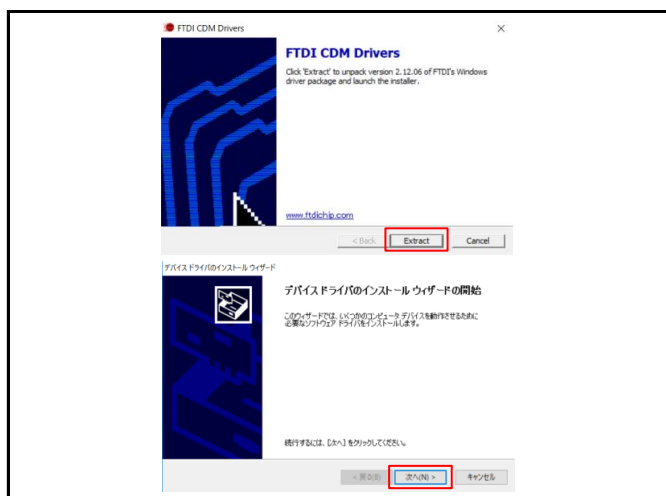 FTDI CDM Drivers
FTDI CDM Drivers
Click 'Extract' to unpack version 2.12.06 of FTDI's Windows
driver package and launch the installer.
www.ftdichip.com
< Back Extract Cancel
デバイス ドライバのインストール ウィザード
デバイス ドライバのインストール ウィザードの開始
このウィザードでは、いくつかのコンピュータ デバイスを動作させるために
必要なソフトウェア ドライバをインストールします。
続行するには、[次へ] をクリックしてください。
< 戻る(B) 次へ(N) > キャンセル